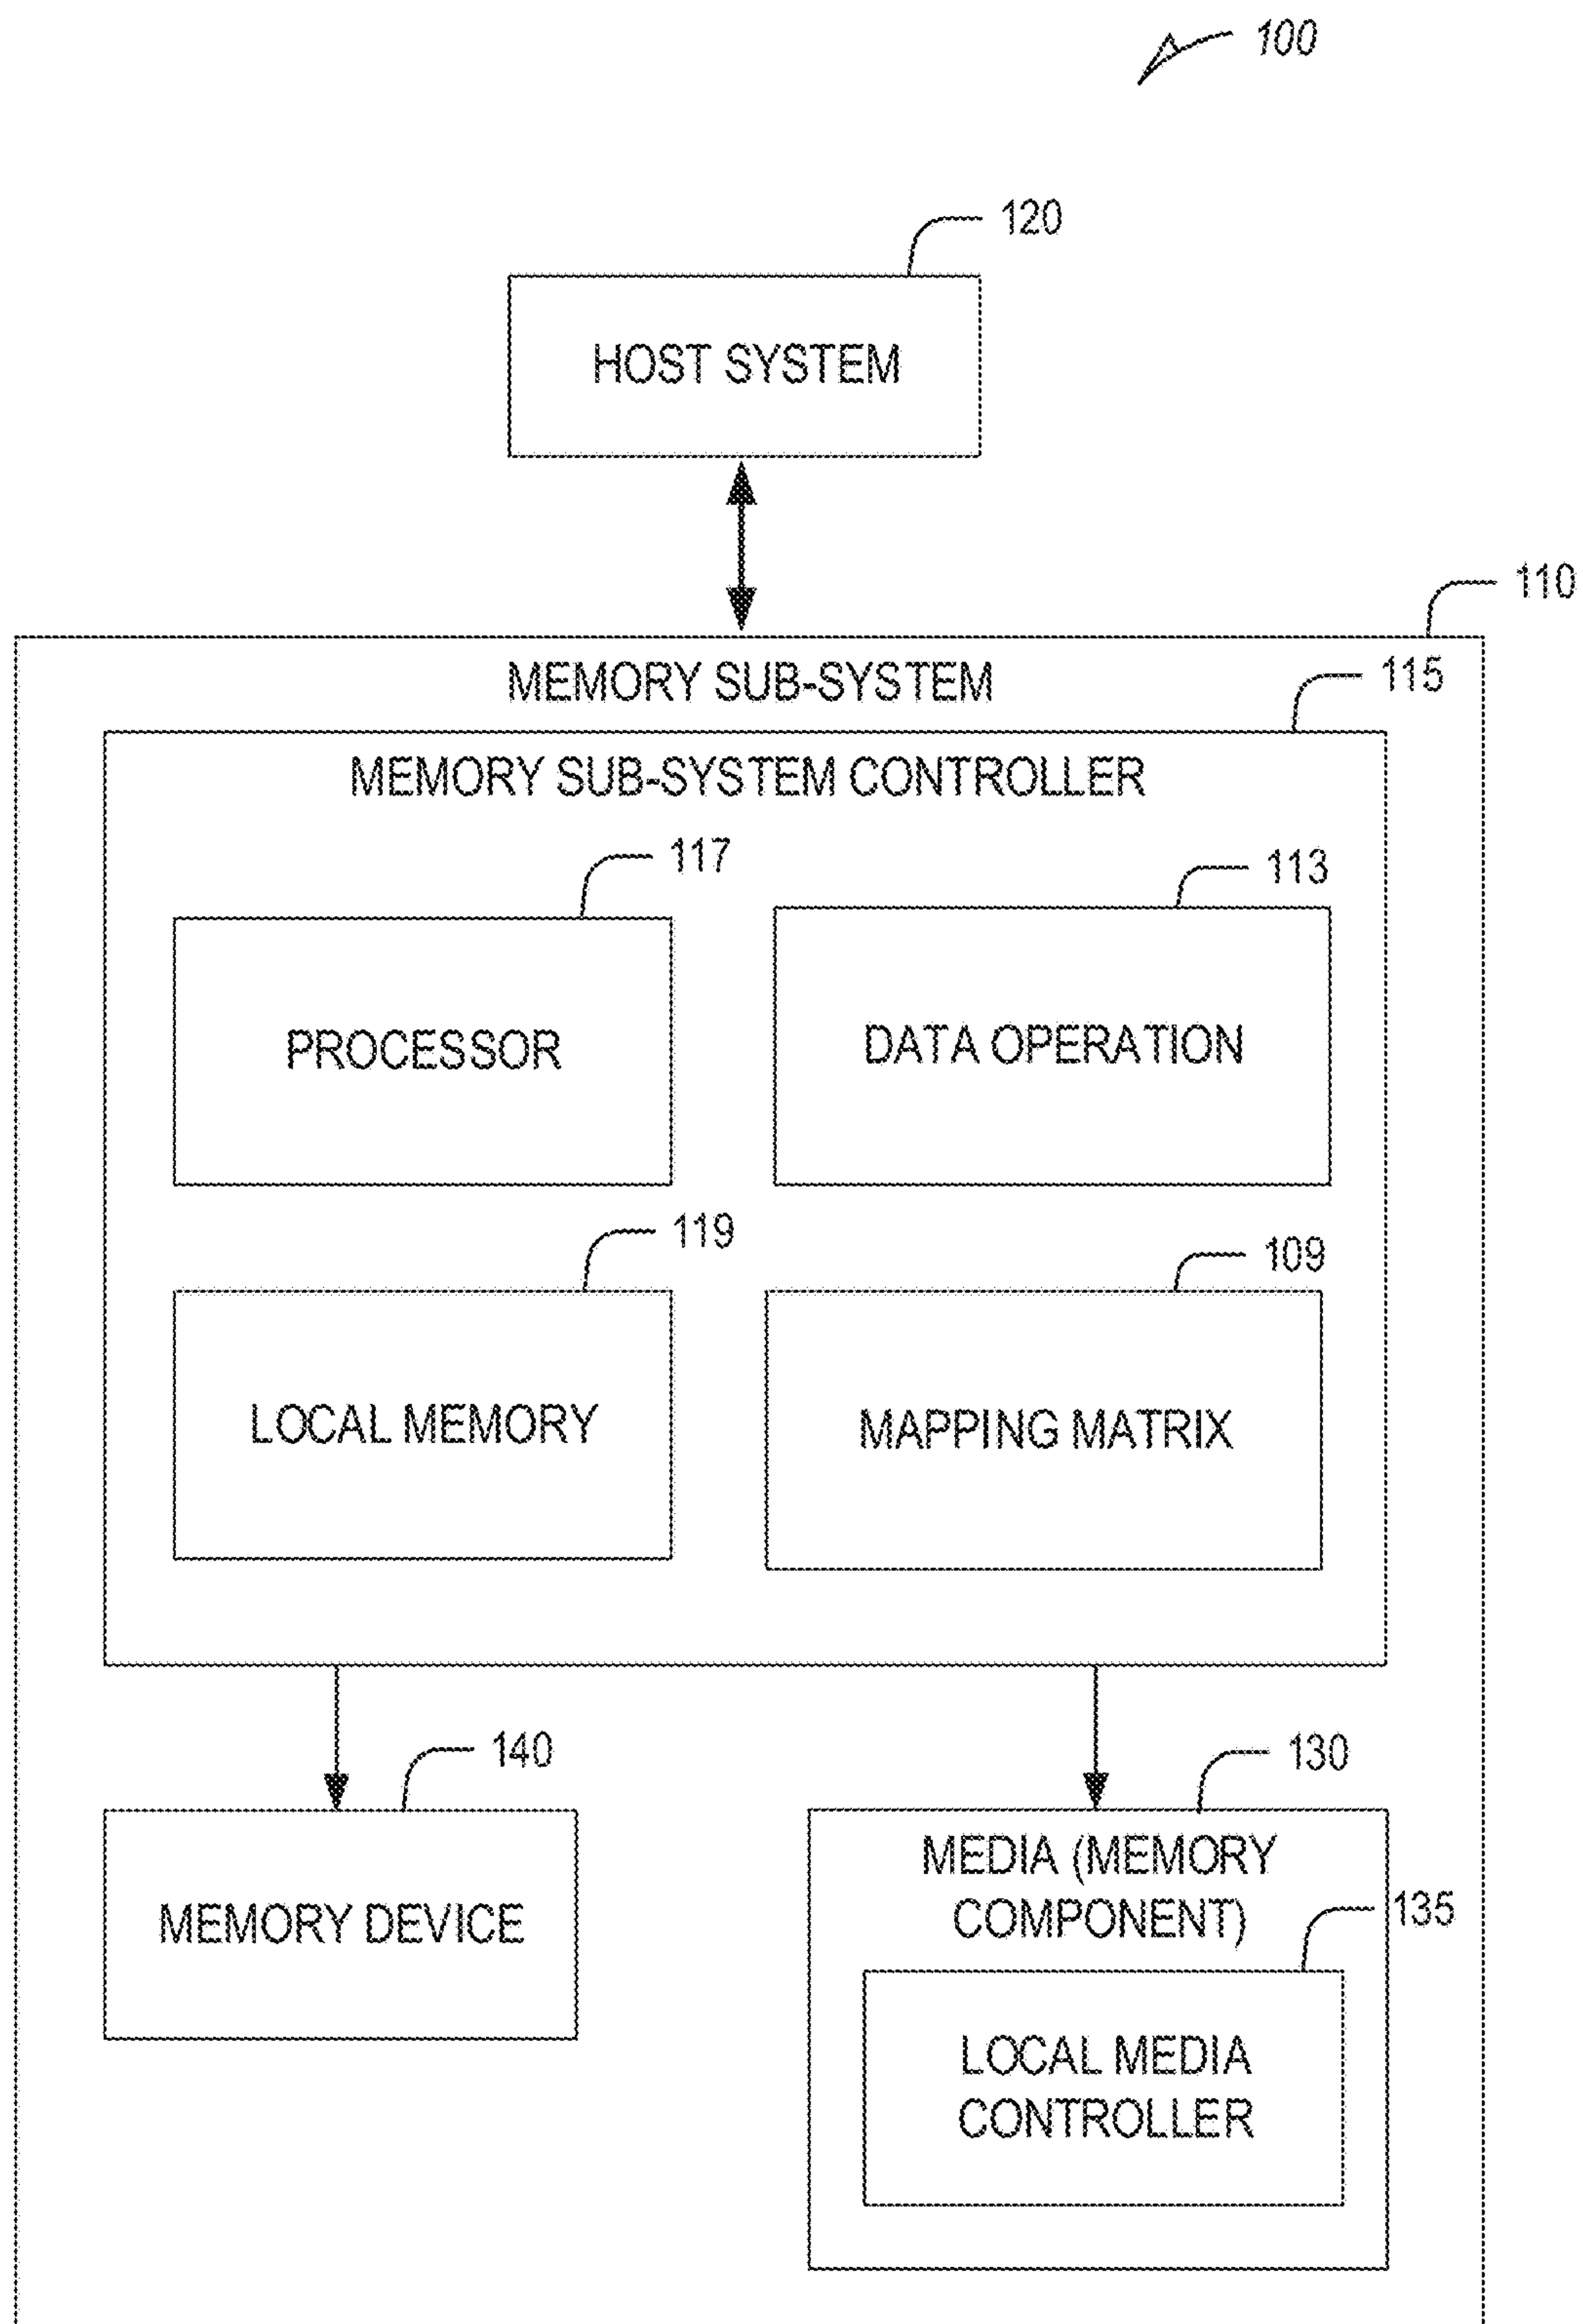 100
120
HOST SYSTEM
110
MEMORY SUB-SYSTEM
115
MEMORY SUB-SYSTEM CONTROLLER
117
113
PROCESSOR
DATA OPERATION
119
109
LOCAL MEMORY
MAPPING MATRIX
140
130
MEMORY DEVICE
MEDIA (MEMORY
COMPONENT)
135
LOCAL MEDIA
CONTROLLER